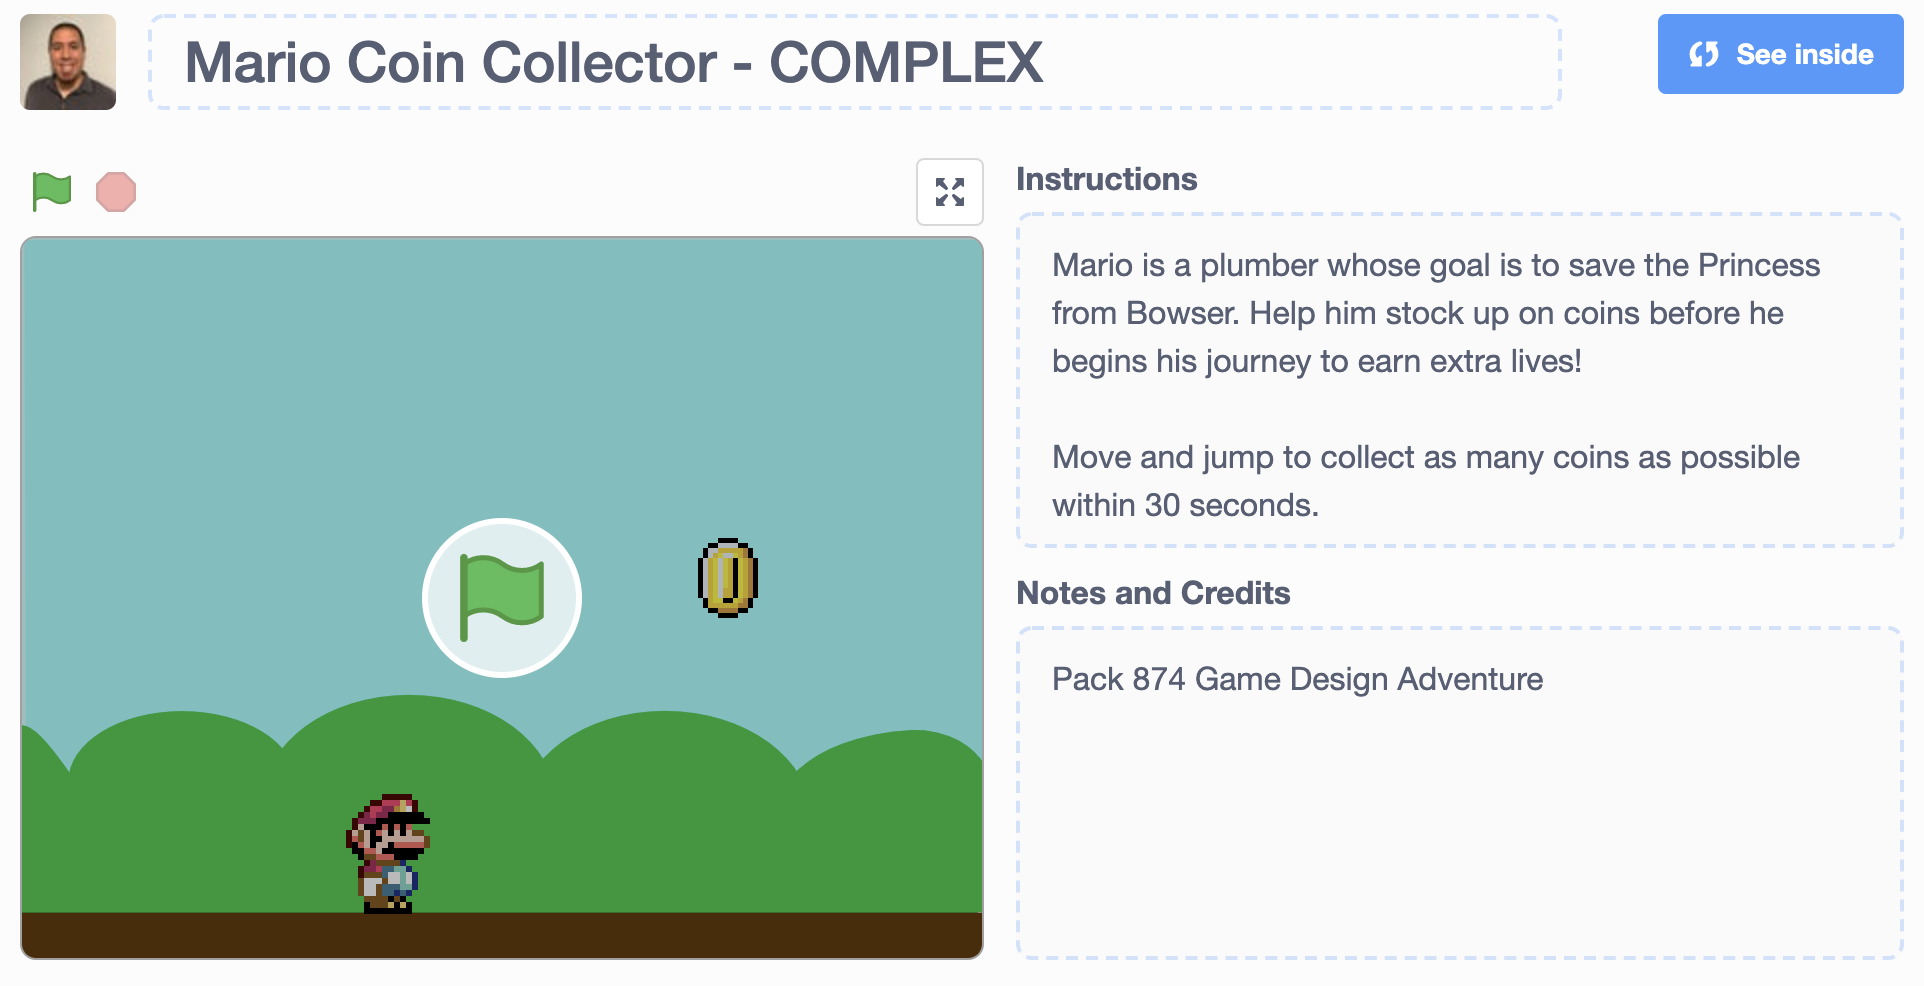 Mario Coin Collector - COMPLEX
See inside
Instructions
Mario is a plumber whose goal is to save the Princess
from Bowser. Help him stock up on coins before he
begins his journey to earn extra lives!
Move and jump to collect as many coins as possible
within 30 seconds.
Notes and Credits
Pack 874 Game Design Adventure